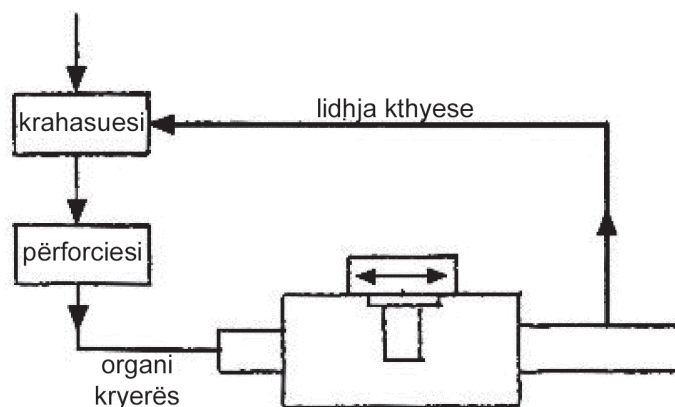 krahasuesi
lidhja kthyese
përforciesi
organi
kryerës